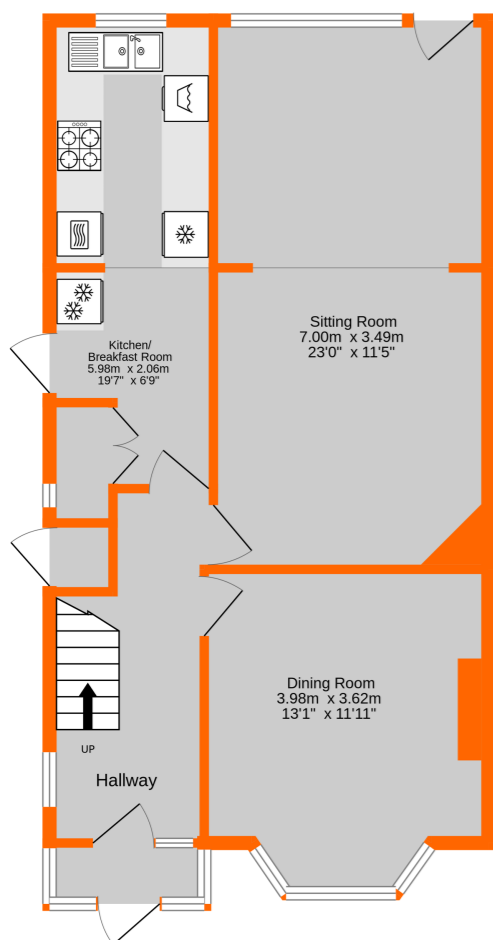 Kitchen/
Breakfast Room
5.98m x 2.06m
19'7" x 6'9"
Sitting Room
7.00m x 3.49m
23'0" x 11'5"
Dining Room
3.98m x 3.62m
13'1" x 11'11"
UP
Hallway